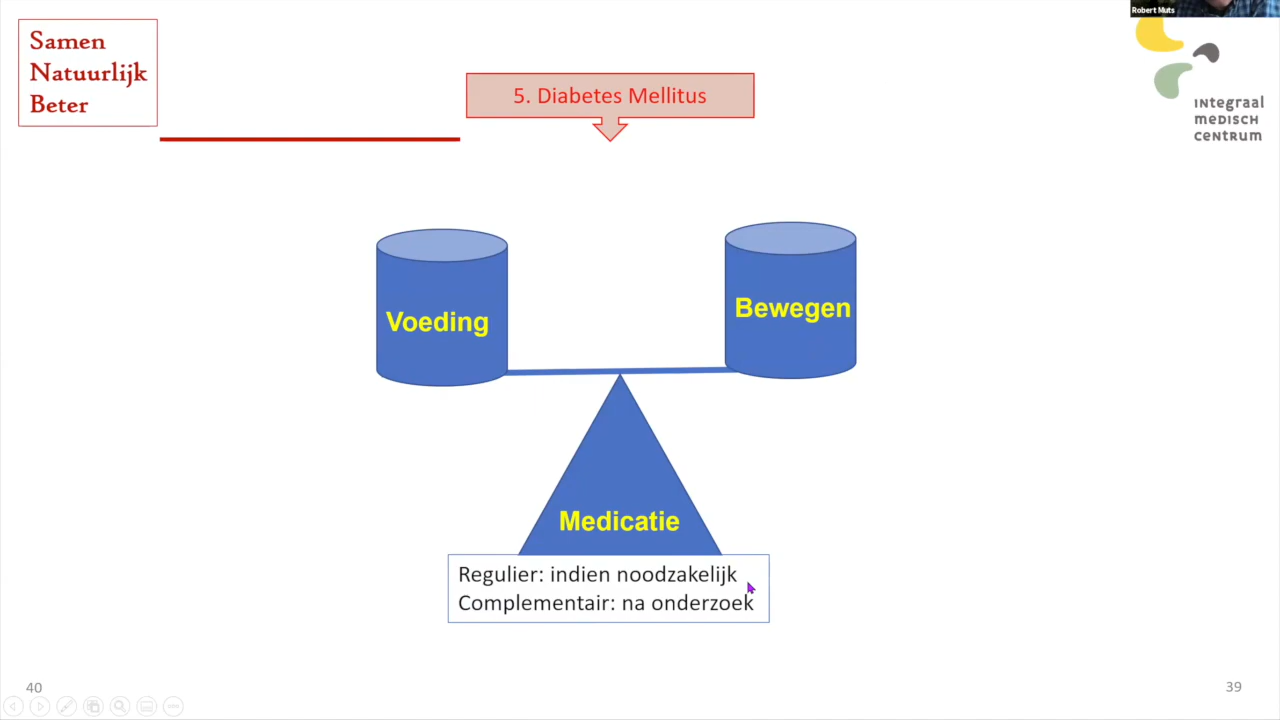 Robert Muts
Samen
Natuurlijk
Beter
5. Diabetes Mellitus
INTEGRAAL
MEDISCH
CENTRUM
Voeding
Bewegen
Medicatie
Regulier: indien noodzakelijk
Complementair: na onderzoek
40
39